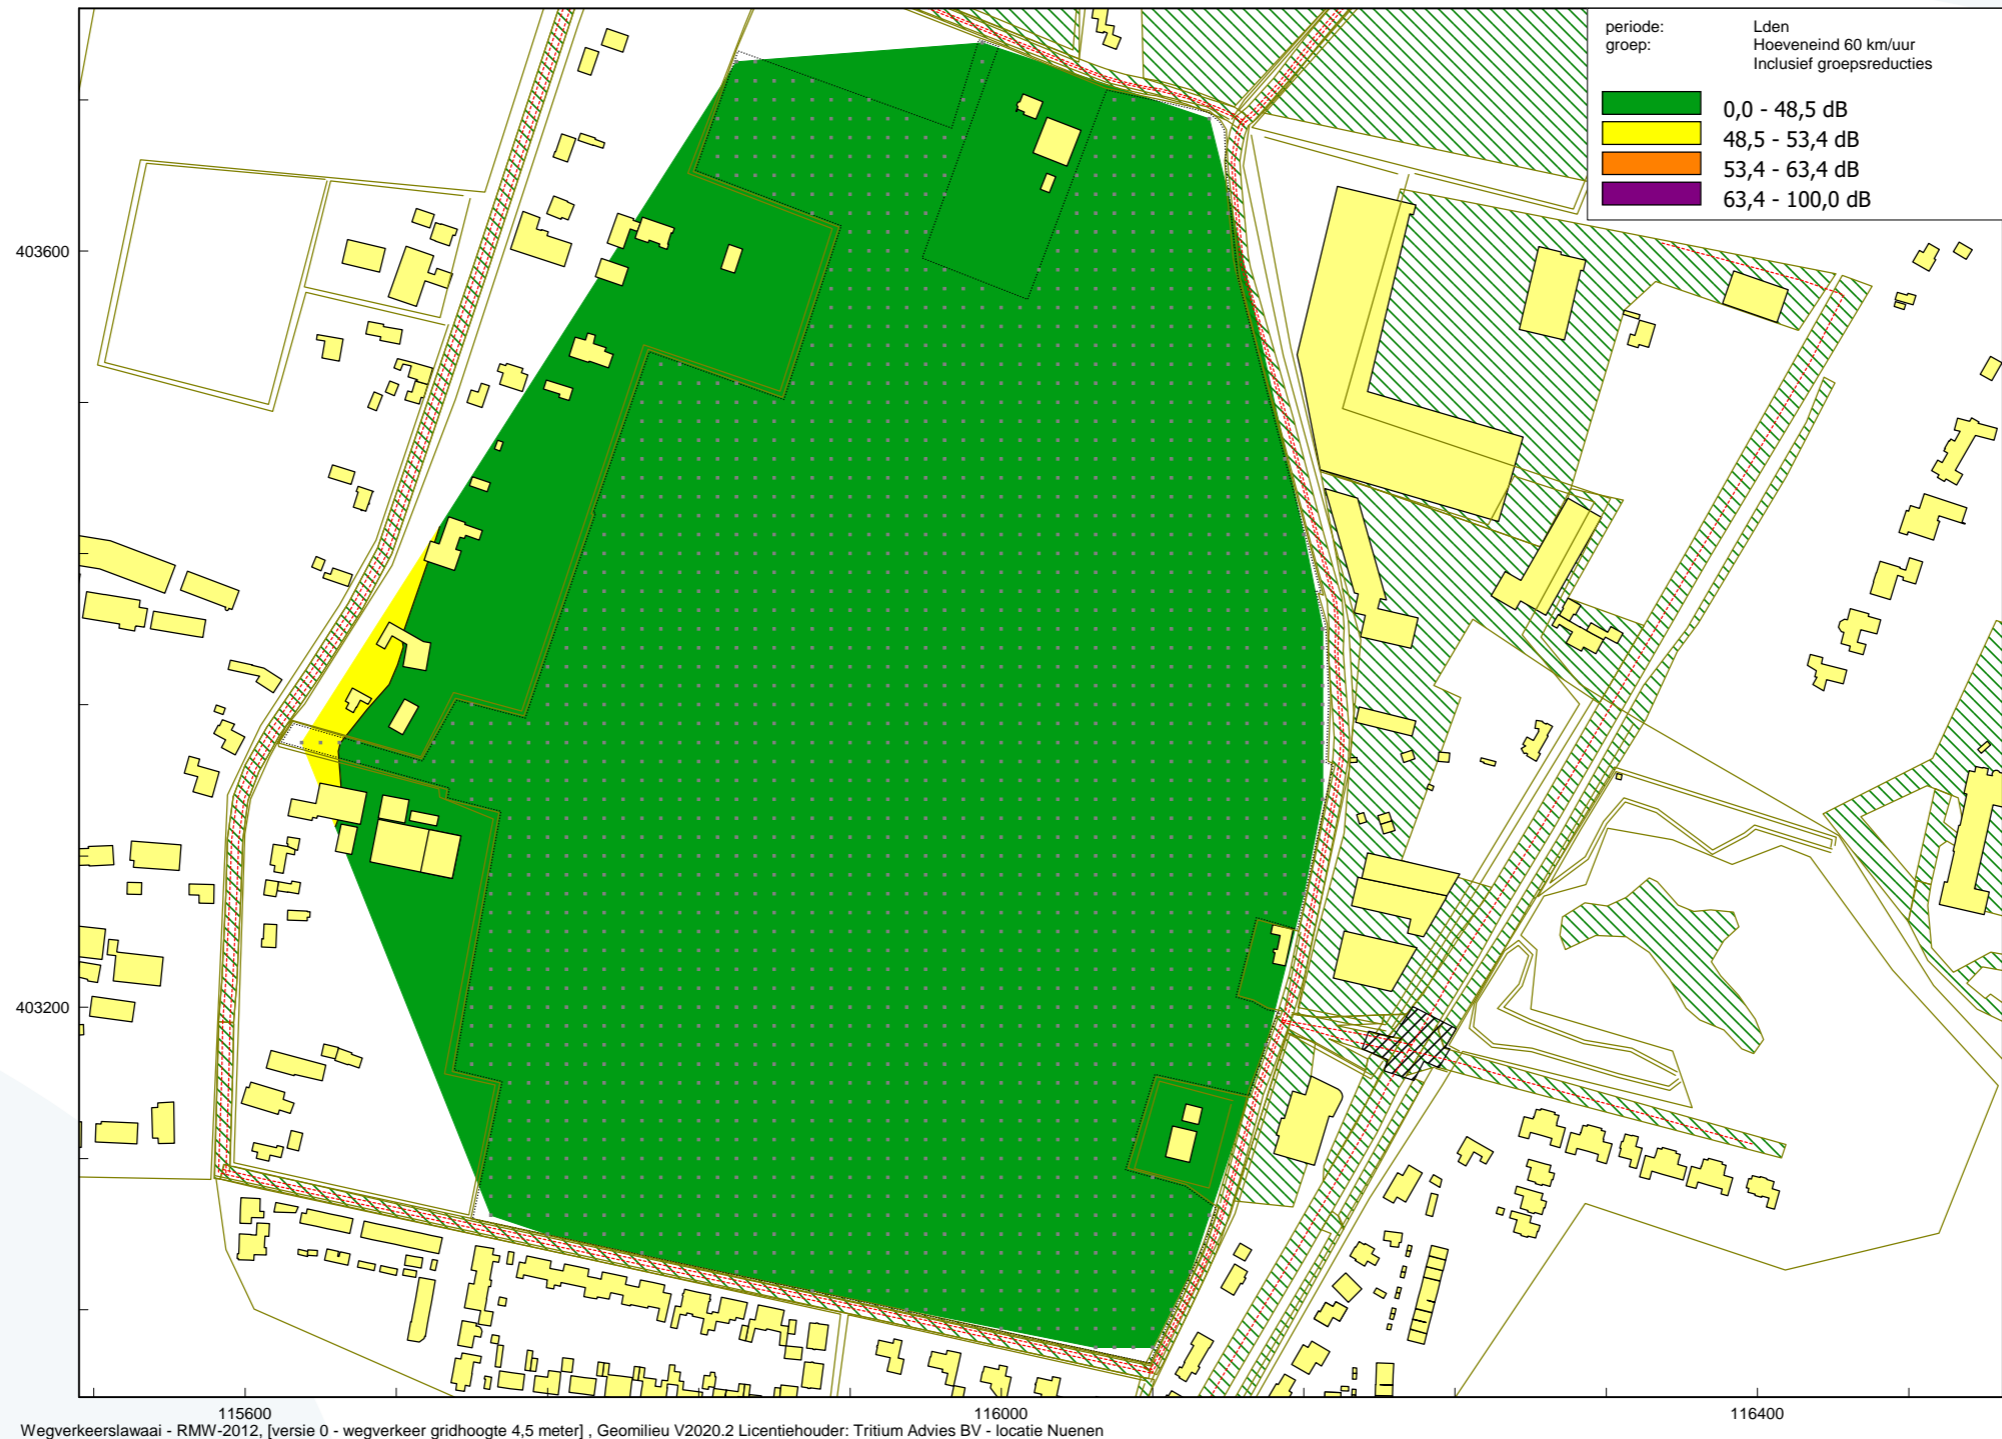 periode: Lden
groep: Hoeveneind 60 km/uur
Inclusief groepsreducties
0,0 - 48,5 dB
48,5 - 53,4 dB
53,4 - 63,4 dB
63,4 - 100,0 dB
403600
403200
115600 116000 116400
Wegverkeerslawaai - RMW-2012, [versie 0 - wegverkeer gridhoogte 4,5 meter] , Geomilieu V2020.2 Licentiehouder: Tritium Advies BV - locatie Nuenen